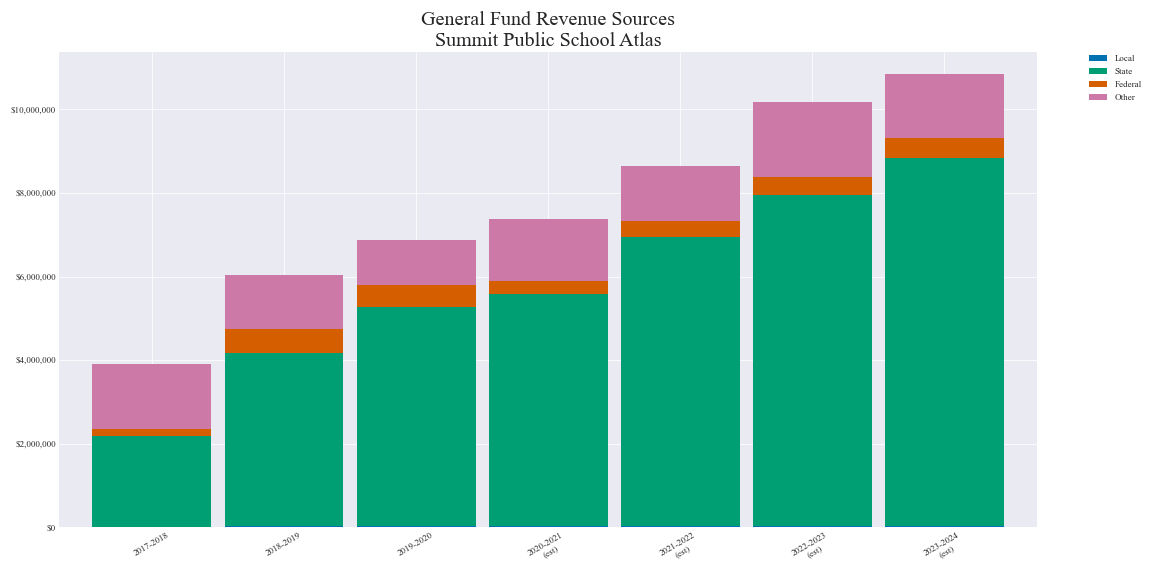 General Fund Revenue Sources
Summit Public School Atlas
Local
State
Federal
Other
$10,000,000
$8,000,000
$6,000,000
$4,000,000
$2,000,000
$0
2017-2018
2018-2019
2019-2020
2020-2021
(est)
2021-2022
(est)
2022-2023
(est)
2023-2024
(est)